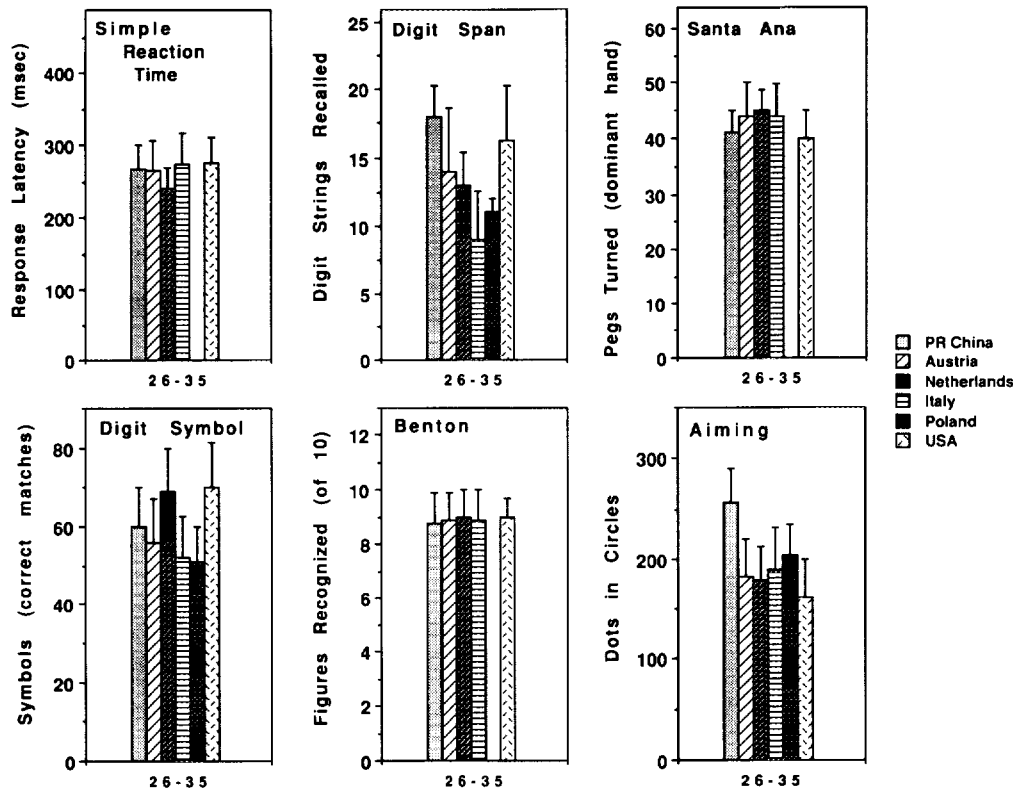 Simple
Reaction
Time
Response Latency (msec)
400
300
200
100
0
26-35
Digit Span
Digit Strings Recalled
25
20
15
10
5
0
26-35
Santa Ana
Pegs Turned (dominant hand)
60
50
40
30
20
10
0
26-35
PR China
Austria
Netherlands
Italy
Poland
USA
Digit Symbol
Symbols (correct matches)
80
60
40
20
0
26-35
Benton
Figures Recognized (of 10)
12
10
8
6
4
2
0
26-35
Aiming
Dots in Circles
300
200
100
0
26-35